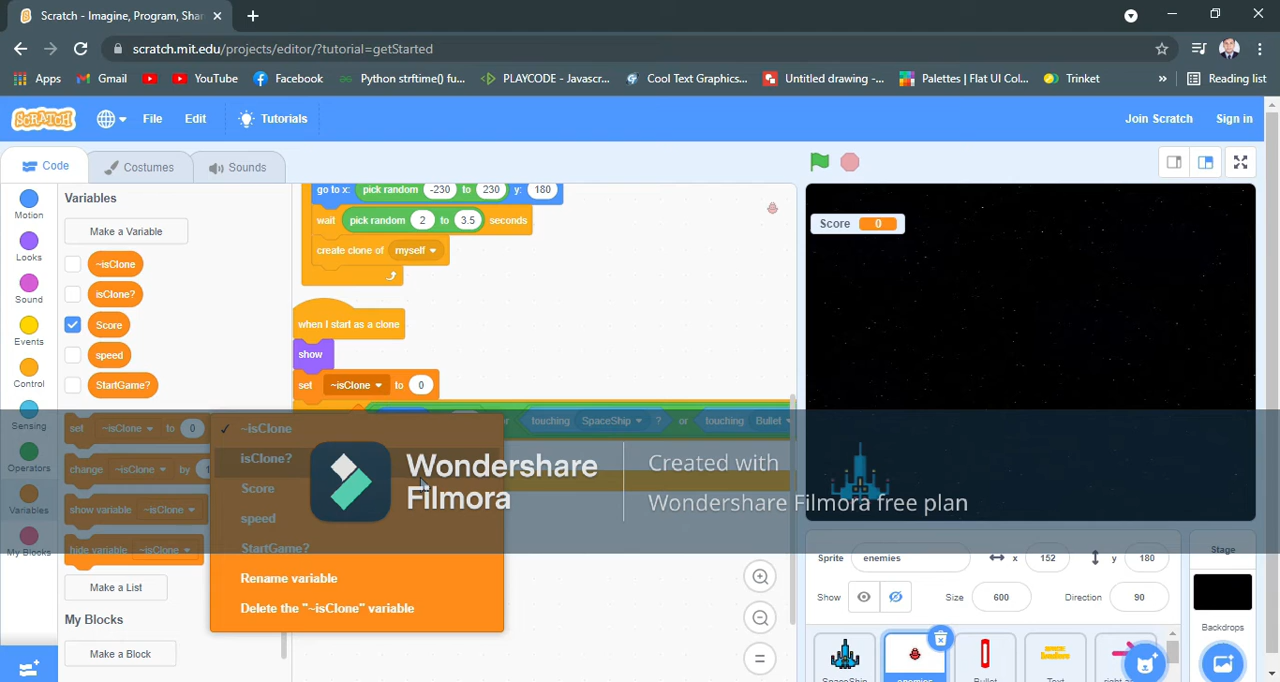 Scratch - Imagine, Program, Shar
scratch.mit.edu/projects/editor/?tutorial=getStarted
Apps Gmail YouTube Facebook Python strftime() fu... PLAYCODE - Javascr... Cool Text Graphics... Untitled drawing -... Palettes | Flat UI Col... Trinket » Reading list
SCRATCH File Edit Tutorials Join Scratch Sign in
Code Costumes Sounds
Motion
Looks
Sound
Events
Control
Sensing
Operators
Variables
My Blocks
Variables
Make a Variable
~isClone
isClone?
Score
speed
StartGame?
set ~isClone to 0
change ~isClone by 1
show variable ~isClone
hide variable ~isClone
Make a List
My Blocks
Make a Block
✓ ~isClone
isClone?
Score
speed
StartGame?
Rename variable
Delete the "~isClone" variable
go to x: pick random -230 to 230 y: 180
wait pick random 2 to 3.5 seconds
create clone of myself
when I start as a clone
show
set ~isClone to 0
or touching SpaceShip ? or touching Bullet
Wondershare
Filmora
Created with
Wondershare Filmora free plan
Score 0
Sprite enemies x 152 y 180
Show Size 600 Direction 90
SpaceShip enemies Bullet Text
Stage
Backdrops